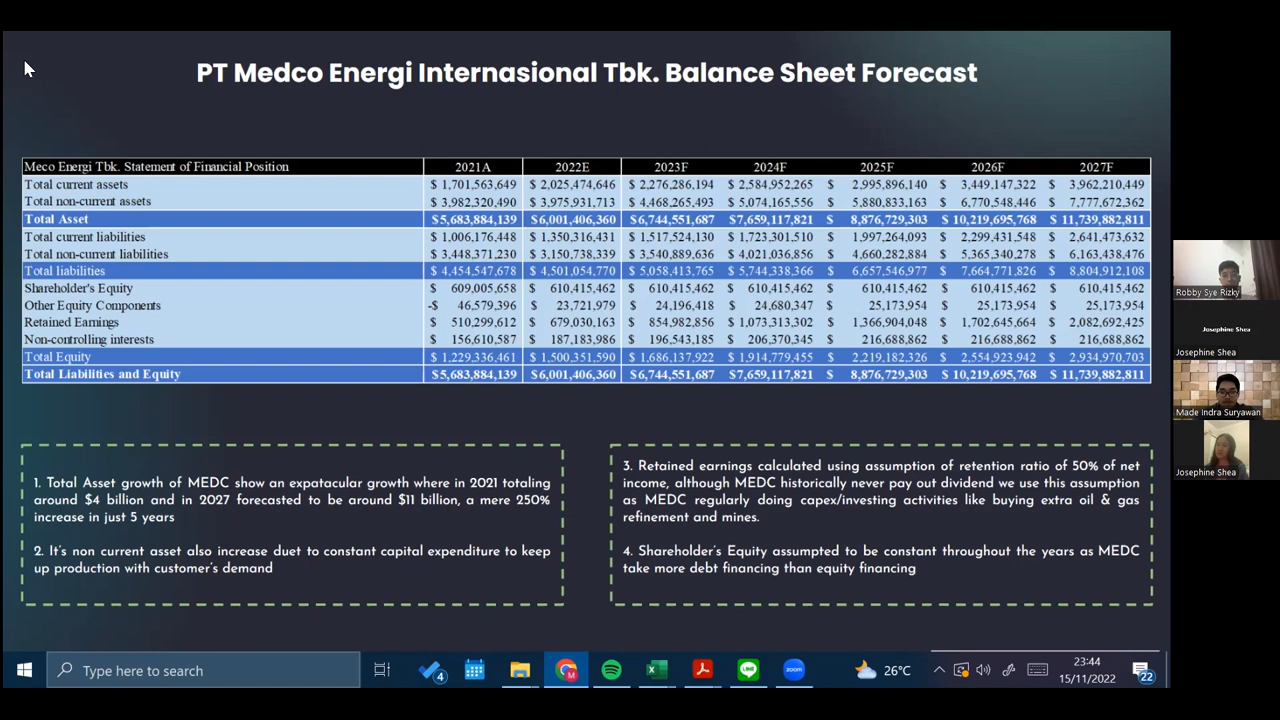 PT Medco Energi Internasional Tbk. Balance Sheet Forecast
Meco Energi Tbk. Statement of Financial Position 2021A 2022E 2023F 2024F 2025F 2026F 2027F
Total current assets $ 1,701,563,649 $ 2,025,474,646 $ 2,276,286,194 $ 2,584,952,265 $ 2,995,896,140 $ 3,449,147,322 $ 3,962,210,449
Total non-current assets $ 3,982,320,490 $ 3,975,931,713 $ 4,468,265,493 $ 5,074,165,556 $ 5,880,833,163 $ 6,770,548,446 $ 7,777,672,362
Total Asset $5,683,884,139 $6,001,406,360 $6,744,551,687 $7,659,117,821 $ 8,876,729,303 $ 10,219,695,768 $ 11,739,882,811
Total current liabilities $ 1,006,176,448 $ 1,350,316,431 $ 1,517,524,130 $ 1,723,301,510 $ 1,997,264,093 $ 2,299,431,548 $ 2,641,473,632
Total non-current liabilities $ 3,448,371,230 $ 3,150,738,339 $ 3,540,889,636 $ 4,021,036,856 $ 4,660,282,884 $ 5,365,340,278 $ 6,163,438,476
Total liabilities $ 4,454,547,678 $ 4,501,054,770 $ 5,058,413,765 $ 5,744,338,366 $ 6,657,546,977 $ 7,664,771,826 $ 8,804,912,108
Shareholder's Equity $ 609,005,658 $ 610,415,462 $ 610,415,462 $ 610,415,462 $ 610,415,462 $ 610,415,462 $ 610,415,462
Other Equity Components -$ 46,579,396 $ 23,721,979 $ 24,196,418 $ 24,680,347 $ 25,173,954 $ 25,173,954 $ 25,173,954
Retained Earnings $ 510,299,612 $ 679,030,163 $ 854,982,856 $ 1,073,313,302 $ 1,366,904,048 $ 1,702,645,664 $ 2,082,692,425
Non-controlling interests $ 156,610,587 $ 187,183,986 $ 196,543,185 $ 206,370,345 $ 216,688,862 $ 216,688,862 $ 216,688,862
Total Equity $ 1,229,336,461 $ 1,500,351,590 $ 1,686,137,922 $ 1,914,779,455 $ 2,219,182,326 $ 2,554,923,942 $ 2,934,970,703
Total Liabilities and Equity $5,683,884,139 $6,001,406,360 $6,744,551,687 $7,659,117,821 $ 8,876,729,303 $ 10,219,695,768 $ 11,739,882,811
1. Total Asset growth of MEDC show an expatacular growth where in 2021 totaling
around $4 billion and in 2027 forecasted to be around $11 billion, a mere 250%
increase in just 5 years
2. It's non current asset also increase duet to constant capital expenditure to keep
up production with customer's demand
3. Retained earnings calculated using assumption of retention ratio of 50% of net
income, although MEDC historically never pay out dividend we use this assumption
as MEDC regularly doing capex/investing activities like buying extra oil & gas
refinement and mines.
4. Shareholder's Equity assumpted to be constant throughout the years as MEDC
take more debt financing than equity financing
Robby Sye Rizky
Josephine Shea
Josephine Shea
Made Indra Suryawan
Josephine Shea
Type here to search
4
M
zoom
26°C
23:44
15/11/2022
22